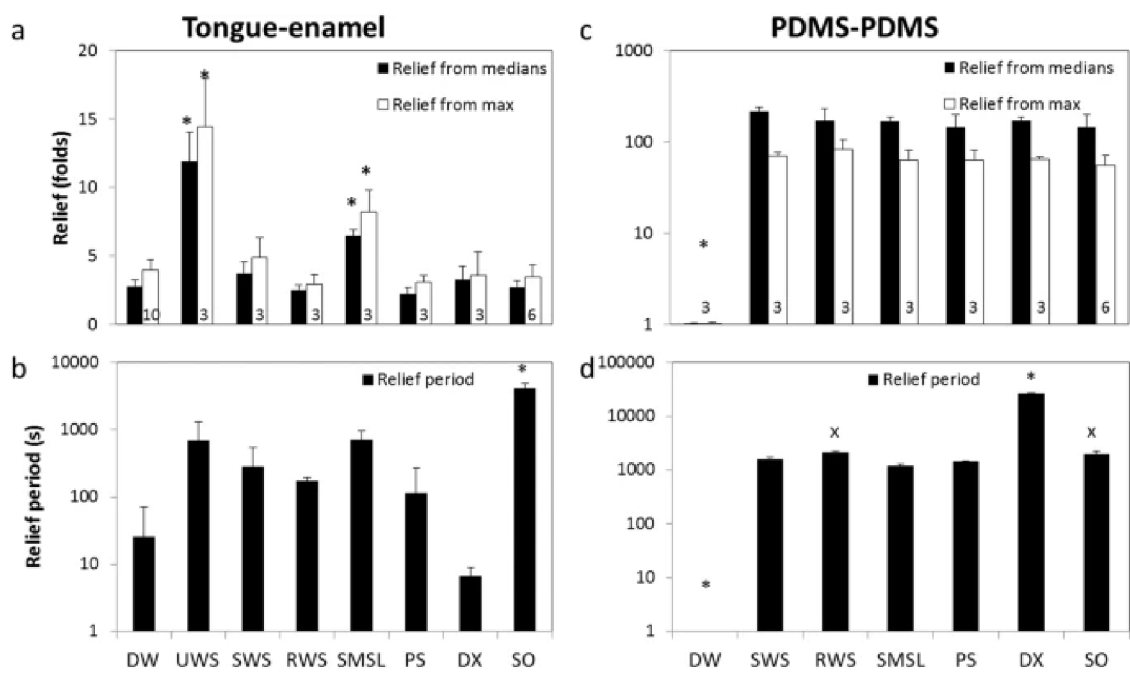 a
Tongue-enamel
20
15
10
5
0
Relief (folds)
Relief from medians
Relief from max
*
*
*
*
10
3
3
3
3
3
3
6
c
PDMS-PDMS
1000
100
10
1
Relief from medians
Relief from max
*
3
3
3
3
3
3
6
b
10000
1000
100
10
1
Relief period (s)
Relief period
*
DW UWS SWS RWS SMSL PS DX SO
d
100000
10000
1000
100
10
1
Relief period
*
x
*
x
DW SWS RWS SMSL PS DX SO